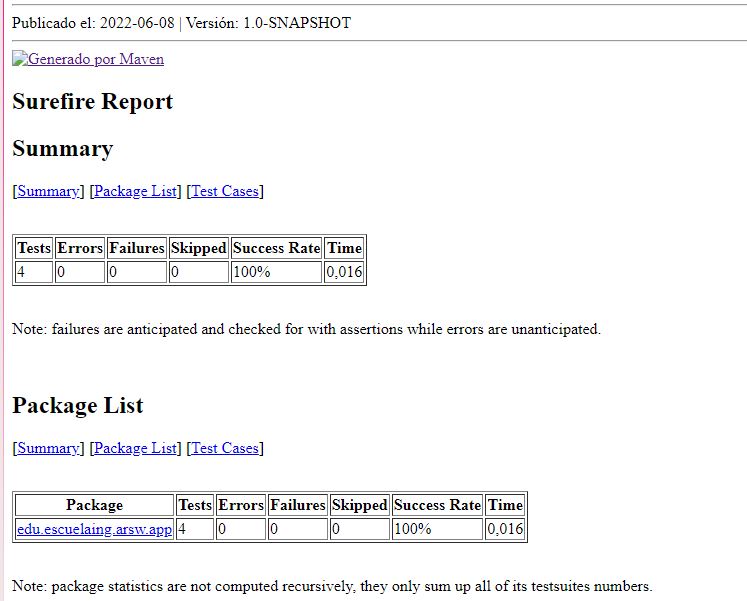 Publicado el: 2022-06-08 | Versión: 1.0-SNAPSHOT
Generado por Maven
Surefire Report
Summary
[Summary] [Package List] [Test Cases]
Tests Errors Failures Skipped Success Rate Time
4 0 0 0 100% 0,016
Note: failures are anticipated and checked for with assertions while errors are unanticipated.
Package List
[Summary] [Package List] [Test Cases]
Package Tests Errors Failures Skipped Success Rate Time
edu.escuelaing.arsw.app 4 0 0 0 100% 0,016
Note: package statistics are not computed recursively, they only sum up all of its testsuites numbers.